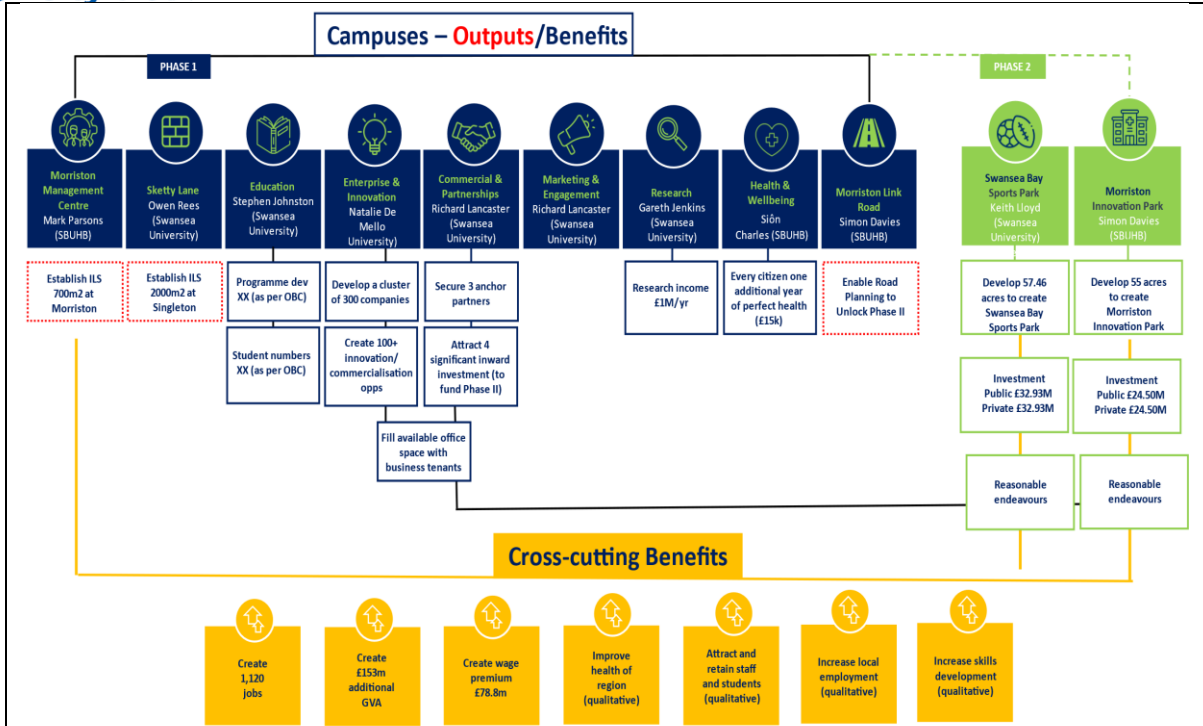 Campuses – Outputs/Benefits
PHASE 1
PHASE 2
Morriston
Management
Centre
Mark Parsons
(SBUHB)
Sketty Lane
Owen Rees
(Swansea
University)
Education
Stephen Johnston
(Swansea
University)
Enterprise &
Innovation
Natalie De
Mello
University)
Commercial &
Partnerships
Richard Lancaster
(Swansea
University)
Marketing &
Engagement
Richard Lancaster
(Swansea
University)
Research
Gareth Jenkins
(Swansea
University)
Health &
Wellbeing
Siôn
Charles (SBUHB)
Morriston Link
Road
Simon Davies
(SBUHB)
Swansea Bay
Sports Park
Keith Lloyd
(Swansea
University)
Morriston
Innovation Park
Simon Davies
(SBUHB)
Establish ILS
700m2 at
Morriston
Establish ILS
2000m2 at
Singleton
Programme dev
XX (as per OBC)
Develop a cluster
of 300 companies
Secure 3 anchor
partners
Research income
£1M/yr
Every citizen one
additional year
of perfect health
(£15k)
Enable Road
Planning to
Unlock Phase II
Develop 57.46
acres to create
Swansea Bay
Sports Park
Develop 55 acres
to create
Morriston
Innovation Park
Student numbers
XX (as per OBC)
Create 100+
innovation/
commercialisation
opps
Attract 4
significant inward
investment (to
fund Phase II)
Investment
Public £32.93M
Private £32.93M
Investment
Public £24.50M
Private £24.50M
Fill available office
space with
business tenants
Reasonable
endeavours
Reasonable
endeavours
Cross-cutting Benefits
Create
1,120
jobs
Create
£153m
additional
GVA
Create wage
premium
£78.8m
Improve
health of
region
(qualitative)
Attract and
retain staff
and students
(qualitative)
Increase local
employment
(qualitative)
Increase skills
development
(qualitative)